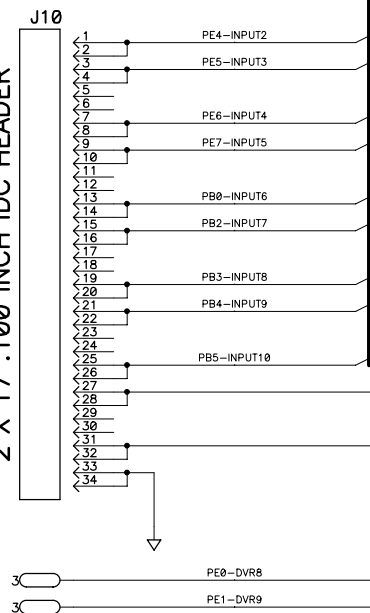 J10
2 X 17 .100 INCH IDC HEADER
1
PE4-INPUT2
2
3
PE5-INPUT3
4
5
6
7
PE6-INPUT4
8
9
PE7-INPUT5
10
11
12
13
PB0-INPUT6
14
15
PB2-INPUT7
16
17
18
19
PB3-INPUT8
20
21
PB4-INPUT9
22
23
24
25
PB5-INPUT10
26
27
28
29
30
31
32
33
34
3
PE0-DVR8
3
PE1-DVR9